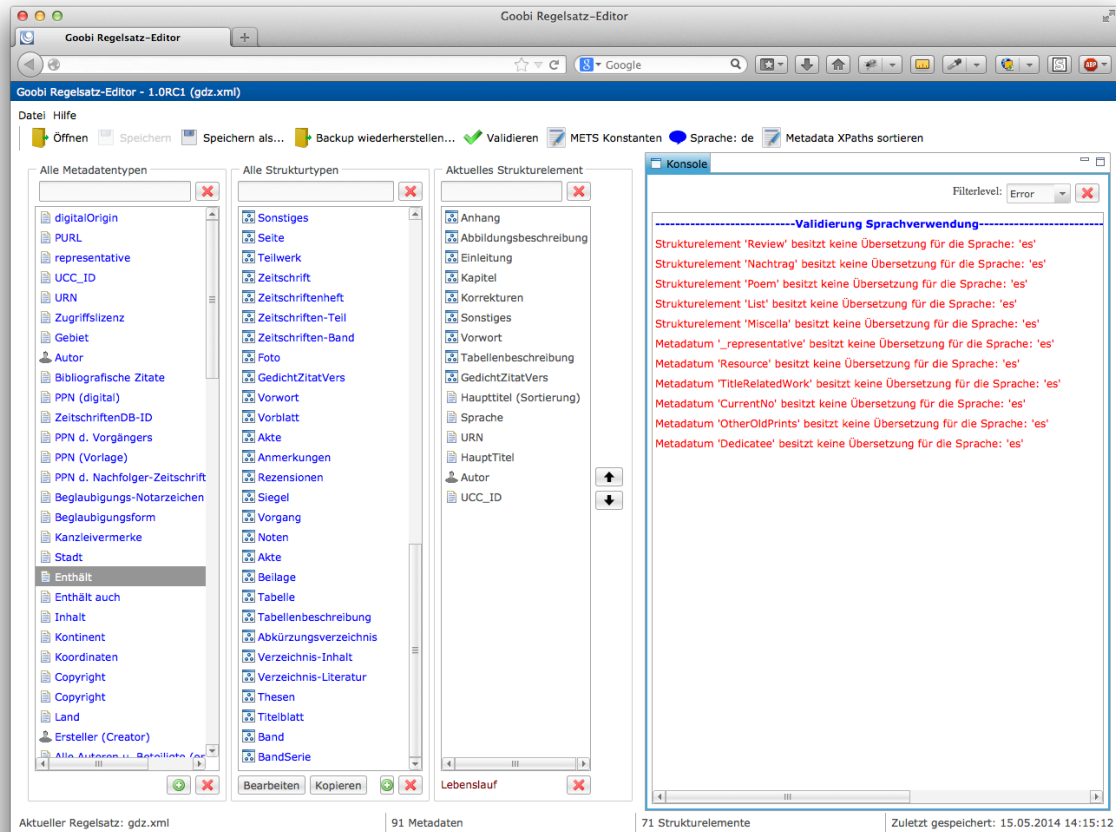 Goobi Regelsatz-Editor
Goobi Regelsatz-Editor
Google
ABP
Goobi Regelsatz-Editor - 1.0RC1 (gdz.xml)
Datei Hilfe
Öffnen Speichern Speichern als... Backup wiederherstellen... Validieren METS Konstanten Sprache: de Metadata XPaths sortieren
Alle Metadatentypen
digitalOrigin
PURL
representative
UCC_ID
URN
Zugriffslizenz
Gebiet
Autor
Bibliografische Zitate
PPN (digital)
ZeitschriftenDB-ID
PPN d. Vorgängers
PPN (Vorlage)
PPN d. Nachfolger-Zeitschrift
Beglaubigungs-Notarzeichen
Beglaubigungsform
Kanzleivermerke
Stadt
Enthält
Enthält auch
Inhalt
Kontinent
Koordinaten
Copyright
Copyright
Land
Ersteller (Creator)
Alle Autoren u. Beteiligte (or
Alle Strukturtypen
Sonstiges
Seite
Teilwerk
Zeitschrift
Zeitschriftenheft
Zeitschriften-Teil
Zeitschriften-Band
Foto
GedichtZitatVers
Vorwort
Vorblatt
Akte
Anmerkungen
Rezensionen
Siegel
Vorgang
Noten
Akte
Beilage
Tabelle
Tabellenbeschreibung
Abkürzungsverzeichnis
Verzeichnis-Inhalt
Verzeichnis-Literatur
Thesen
Titelblatt
Band
BandSerie
Bearbeiten Kopieren
Aktuelles Strukturelement
Anhang
Abbildungsbeschreibung
Einleitung
Kapitel
Korrekturen
Sonstiges
Vorwort
Tabellenbeschreibung
GedichtZitatVers
Haupttitel (Sortierung)
Sprache
URN
HauptTitel
Autor
UCC_ID
Lebenslauf
Konsole
Filterlevel: Error
----------------------------Validierung Sprachverwendung-------------------------
Strukturelement 'Review' besitzt keine Übersetzung für die Sprache: 'es'
Strukturelement 'Nachtrag' besitzt keine Übersetzung für die Sprache: 'es'
Strukturelement 'Poem' besitzt keine Übersetzung für die Sprache: 'es'
Strukturelement 'List' besitzt keine Übersetzung für die Sprache: 'es'
Strukturelement 'Miscella' besitzt keine Übersetzung für die Sprache: 'es'
Metadatum '_representative' besitzt keine Übersetzung für die Sprache: 'es'
Metadatum 'Resource' besitzt keine Übersetzung für die Sprache: 'es'
Metadatum 'TitleRelatedWork' besitzt keine Übersetzung für die Sprache: 'es'
Metadatum 'CurrentNo' besitzt keine Übersetzung für die Sprache: 'es'
Metadatum 'OtherOldPrints' besitzt keine Übersetzung für die Sprache: 'es'
Metadatum 'Dedicatee' besitzt keine Übersetzung für die Sprache: 'es'
Aktueller Regelsatz: gdz.xml 91 Metadaten 71 Strukturelemente Zuletzt gespeichert: 15.05.2014 14:15:12